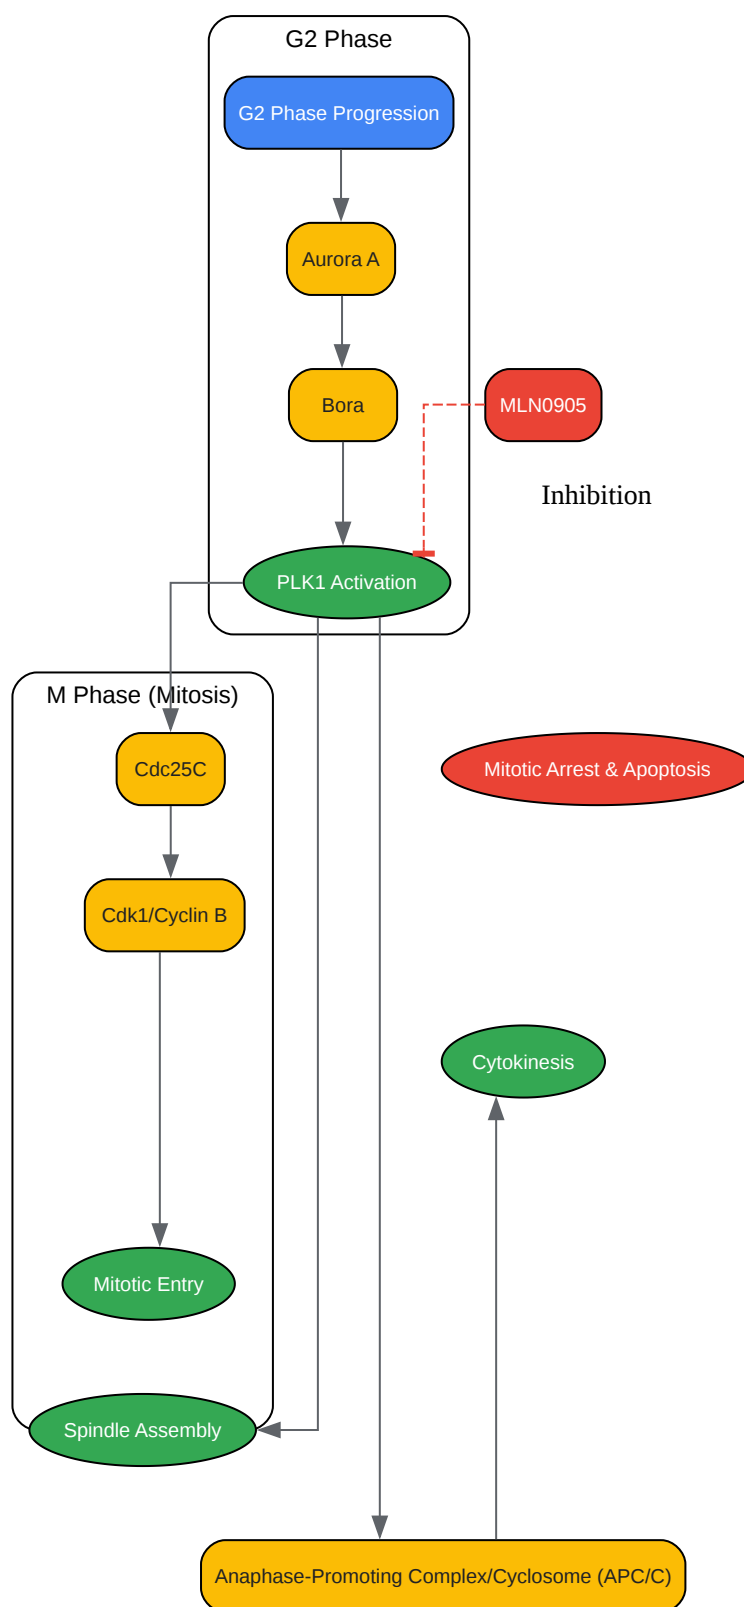 G2 Phase
G2 Phase Progression
Aurora A
Bora
MLN0905
Inhibition
PLK1 Activation
M Phase (Mitosis)
Cdc25C
Mitotic Arrest & Apoptosis
Cdk1/Cyclin B
Cytokinesis
Mitotic Entry
Spindle Assembly
Anaphase-Promoting Complex/Cyclosome (APC/C)